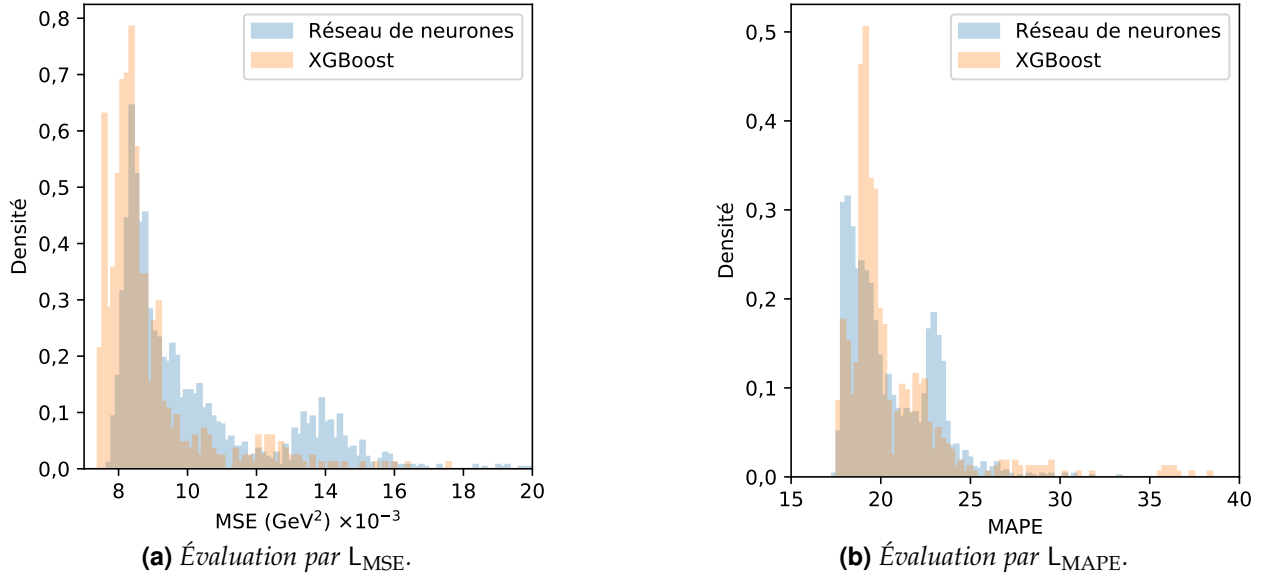 0,8
0,7
0,6
0,5
0,4
0,3
0,2
0,1
0,0
Densité
Réseau de neurones
XGBoost
8 10 12 14 16 18 20
MSE (GeV²) ×10⁻³
(a) Évaluation par L_MSE.
0,5
0,4
0,3
0,2
0,1
0,0
Densité
Réseau de neurones
XGBoost
15 20 25 30 35 40
MAPE
(b) Évaluation par L_MAPE.